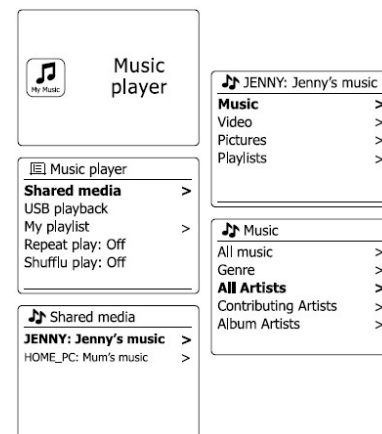 My Music
Music
player
Music player
Shared media >
USB playback
My playlist >
Repeat play: Off
Shufflu play: Off
Shared media
JENNY: Jenny's music >
HOME_PC: Mum's music >
JENNY: Jenny's music
Music >
Video >
Pictures >
Playlists >
Music
All music >
Genre >
All Artists >
Contributing Artists >
Album Artists >